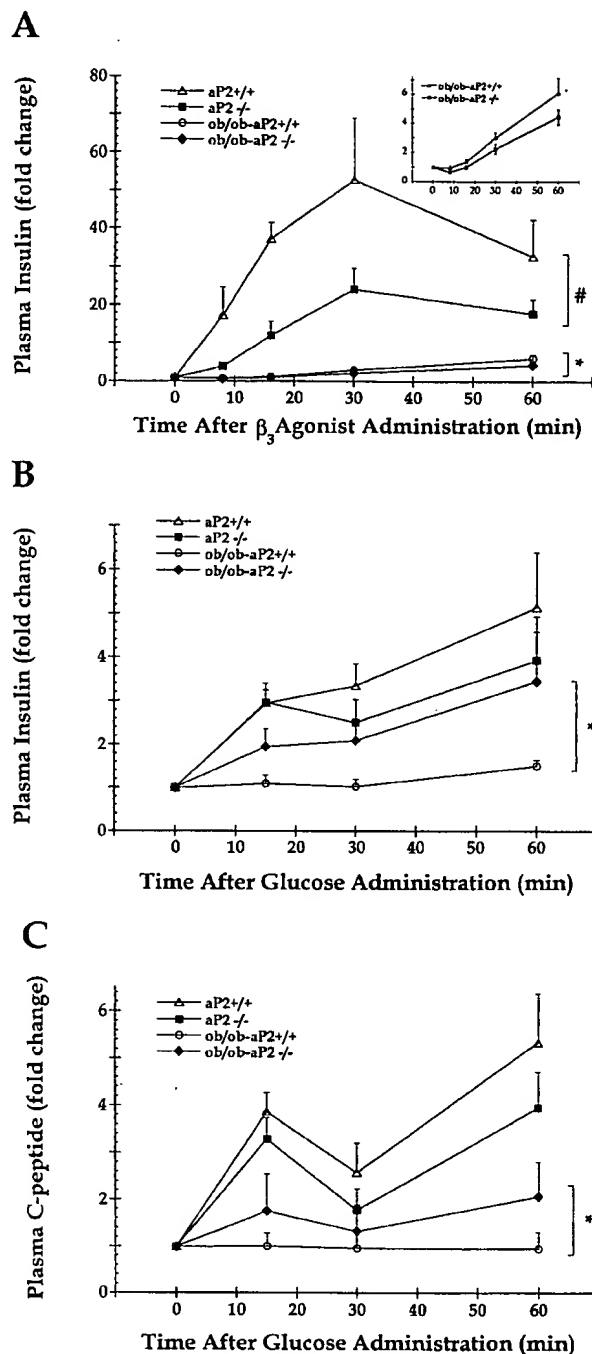 A
Plasma Insulin (fold change)
80
60
40
20
0
aP2+/+
aP2 -/-
ob/ob-aP2+/+
ob/ob-aP2 -/-
ob/ob-aP2+/+
ob/ob-aP2 -/-
6
4
2
0
0 10 20 30 40 50 60
#
*
0 10 20 30 40 50 60
Time After β3Agonist Administration (min)
B
Plasma Insulin (fold change)
6
4
2
0
aP2+/+
aP2 -/-
ob/ob-aP2+/+
ob/ob-aP2 -/-
*
0 10 20 30 40 50 60
Time After Glucose Administration (min)
C
Plasma C-peptide (fold change)
6
4
2
0
aP2+/+
aP2 -/-
ob/ob-aP2+/+
ob/ob-aP2 -/-
*
0 10 20 30 40 50 60
Time After Glucose Administration (min)